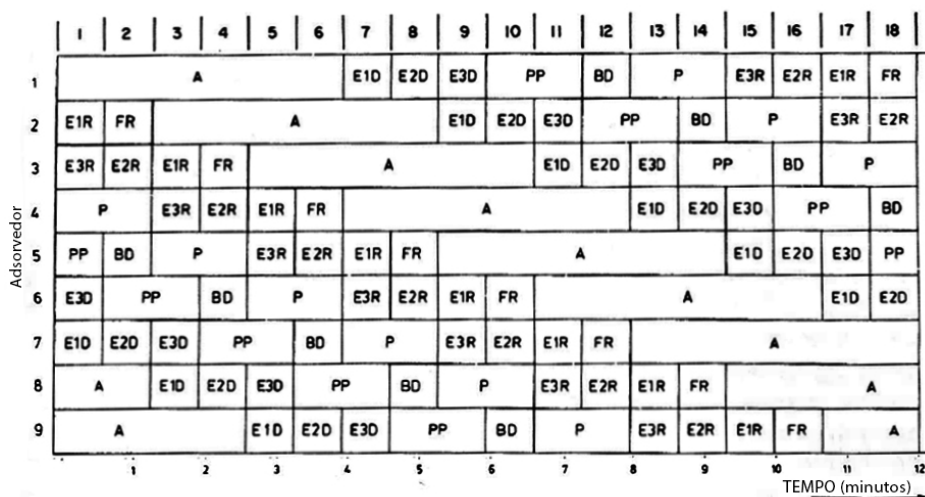 1 2 3 4 5 6 7 8 9 10 11 12 13 14 15 16 17 18
1 A E1D E2D E3D PP BD P E3R E2R E1R FR
2 E1R FR A E1D E2D E3D PP BD P E3R E2R
3 E3R E2R E1R FR A E1D E2D E3D PP BD P
4 P E3R E2R E1R FR A E1D E2D E3D PP BD
5 PP BD P E3R E2R E1R FR A E1D E2D E3D PP
6 E3D PP BD P E3R E2R E1R FR A E1D E2D
7 E1D E2D E3D PP BD P E3R E2R E1R FR A
8 A E1D E2D E3D PP BD P E3R E2R E1R FR A
9 A E1D E2D E3D PP BD P E3R E2R E1R FR A
Adsorvedor
1 2 3 4 5 6 7 8 9 10 11 12
TEMPO (minutos)